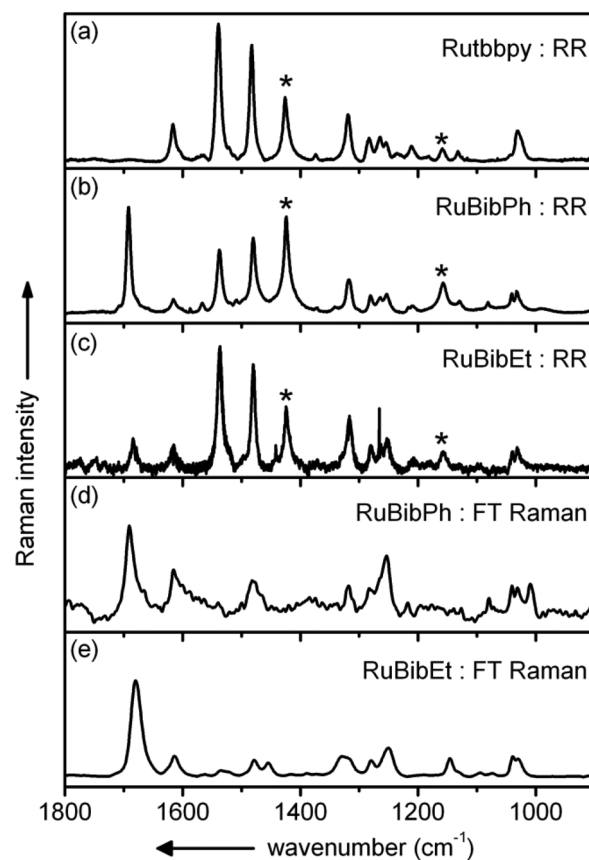 (a)
Rutbbpy : RR
*
*
(b)
RuBibPh : RR
*
*
(c)
RuBibEt : RR
*
*
(d)
RuBibPh : FT Raman
(e)
RuBibEt : FT Raman
Raman intensity
1800 1600 1400 1200 1000
wavenumber (cm⁻¹)